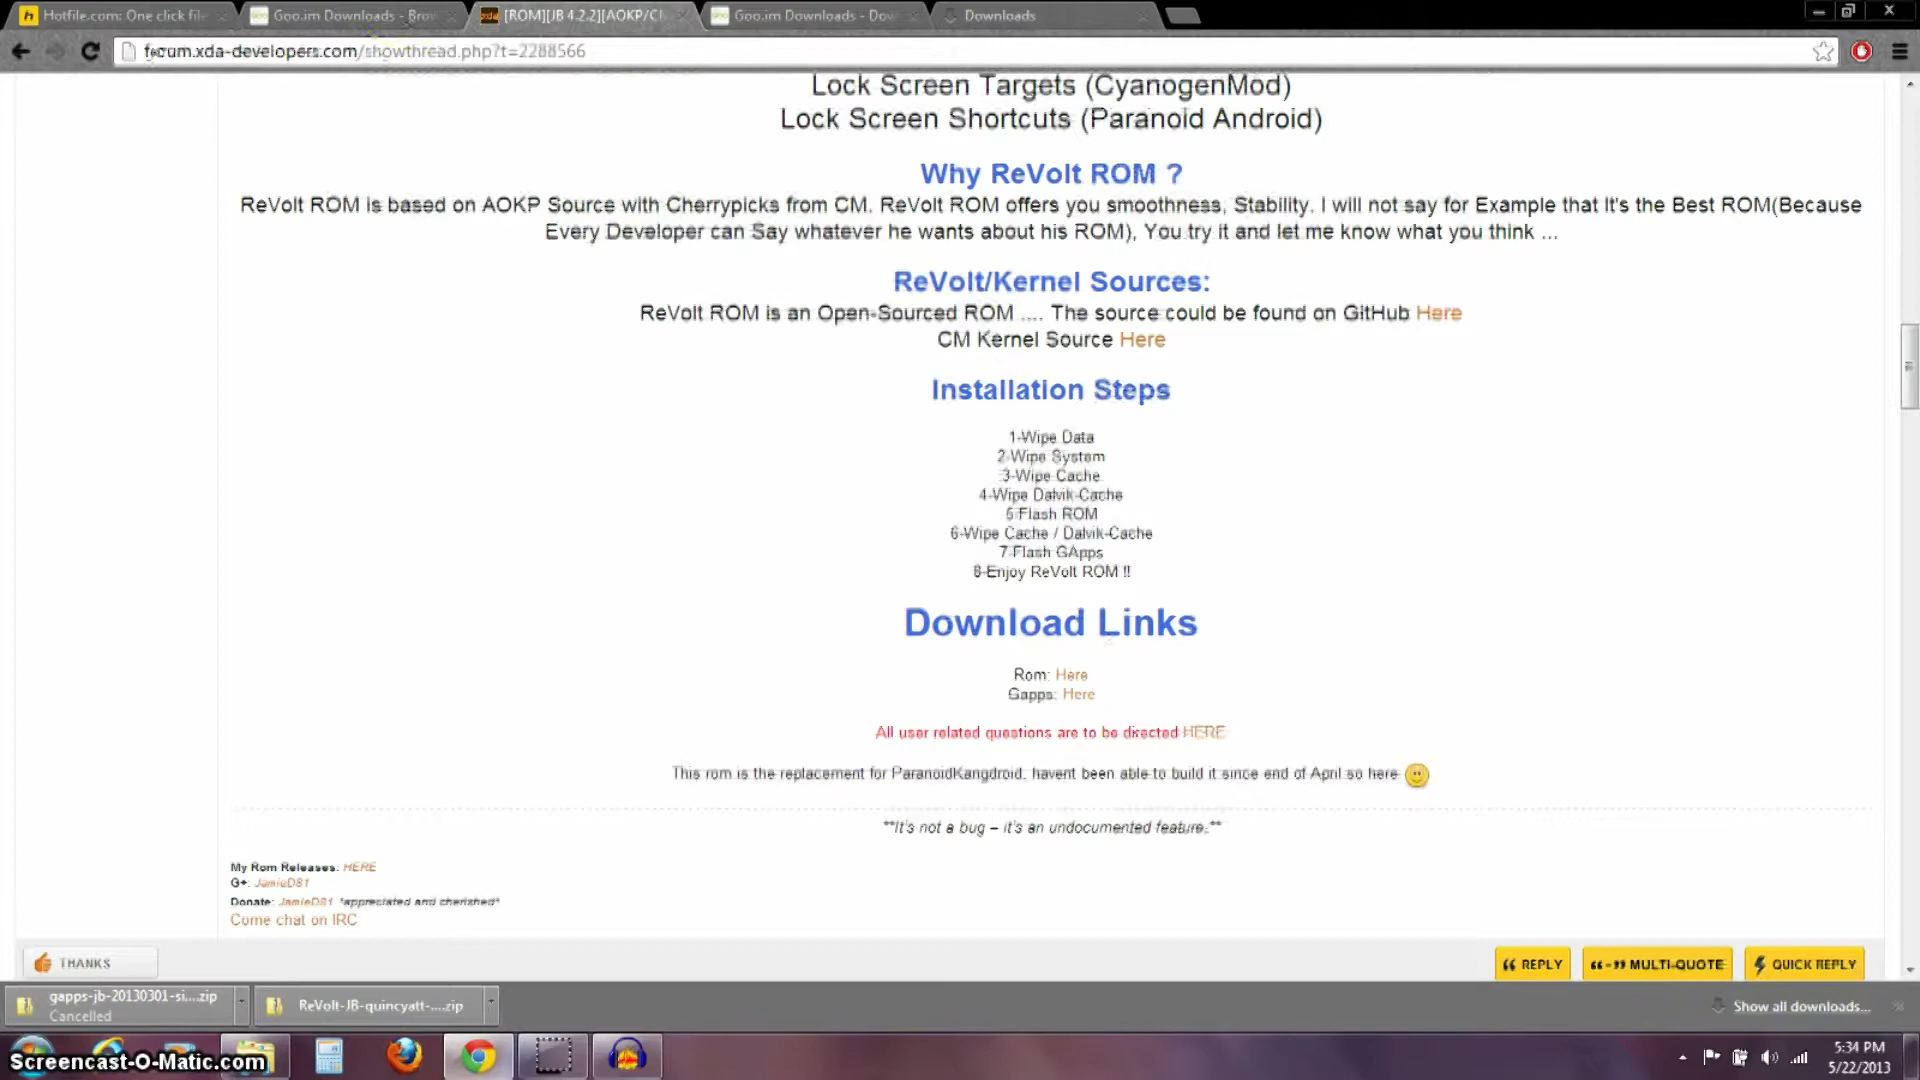 Hotfile.com: One click file
Goo.im Downloads - Brow
[ROM][JB 4.2.2][AOKP/CM
Goo.im Downloads - Dow
Downloads
forum.xda-developers.com/showthread.php?t=2288566
Lock Screen Targets (CyanogenMod)
Lock Screen Shortcuts (Paranoid Android)
Why ReVolt ROM ?
ReVolt ROM is based on AOKP Source with Cherrypicks from CM. ReVolt ROM offers you smoothness, Stability. I will not say for Example that It's the Best ROM(Because
Every Developer can Say whatever he wants about his ROM), You try it and let me know what you think ...
ReVolt/Kernel Sources:
ReVolt ROM is an Open-Sourced ROM .... The source could be found on GitHub Here
CM Kernel Source Here
Installation Steps
1-Wipe Data
2-Wipe System
3-Wipe Cache
4-Wipe Dalvik-Cache
5-Flash ROM
6-Wipe Cache / Dalvik-Cache
7-Flash GApps
8-Enjoy ReVolt ROM !!
Download Links
Rom: Here
Gapps: Here
All user related questions are to be directed HERE
This rom is the replacement for ParanoidKangdroid, havent been able to build it since end of April so here
**It's not a bug – it's an undocumented feature.**
My Rom Releases: HERE
G+: JamieD81
Donate: JamieD81 *appreciated and cherished*
Come chat on IRC
THANKS
REPLY
MULTI-QUOTE
QUICK REPLY
gapps-jb-20130301-si....zip
Cancelled
ReVolt-JB-quincyatt-....zip
Show all downloads...
Screencast-O-Matic.com
5:34 PM
5/22/2013